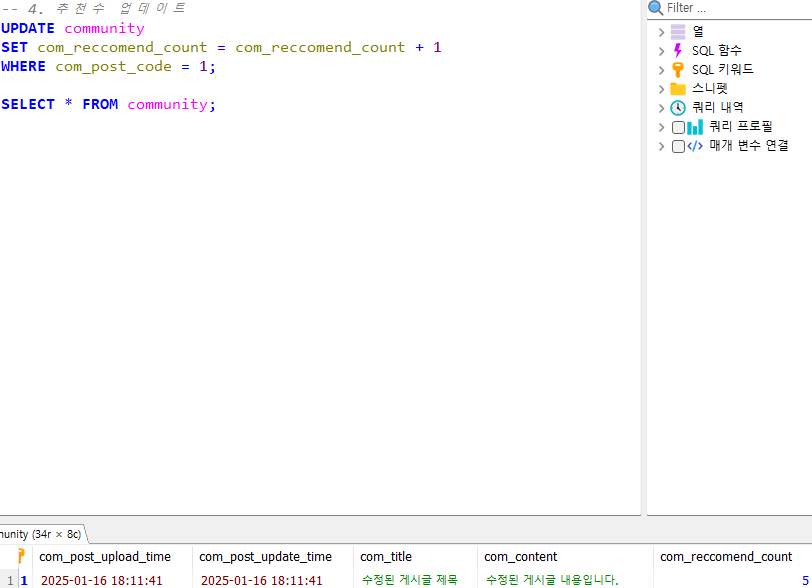 -- 4. 추천수 업데이트
UPDATE community
SET com_reccomend_count = com_reccomend_count + 1
WHERE com_post_code = 1;
SELECT * FROM community;
Filter ...
열
SQL 함수
SQL 키워드
스니펫
쿼리 내역
쿼리 프로필
매개 변수 연결
munity (34r × 8c)
com_post_upload_time com_post_update_time com_title com_content com_reccomend_count
1 1 2025-01-16 18:11:41 2025-01-16 18:11:41 수정된 게시글 제목 수정된 게시글 내용입니다. 5